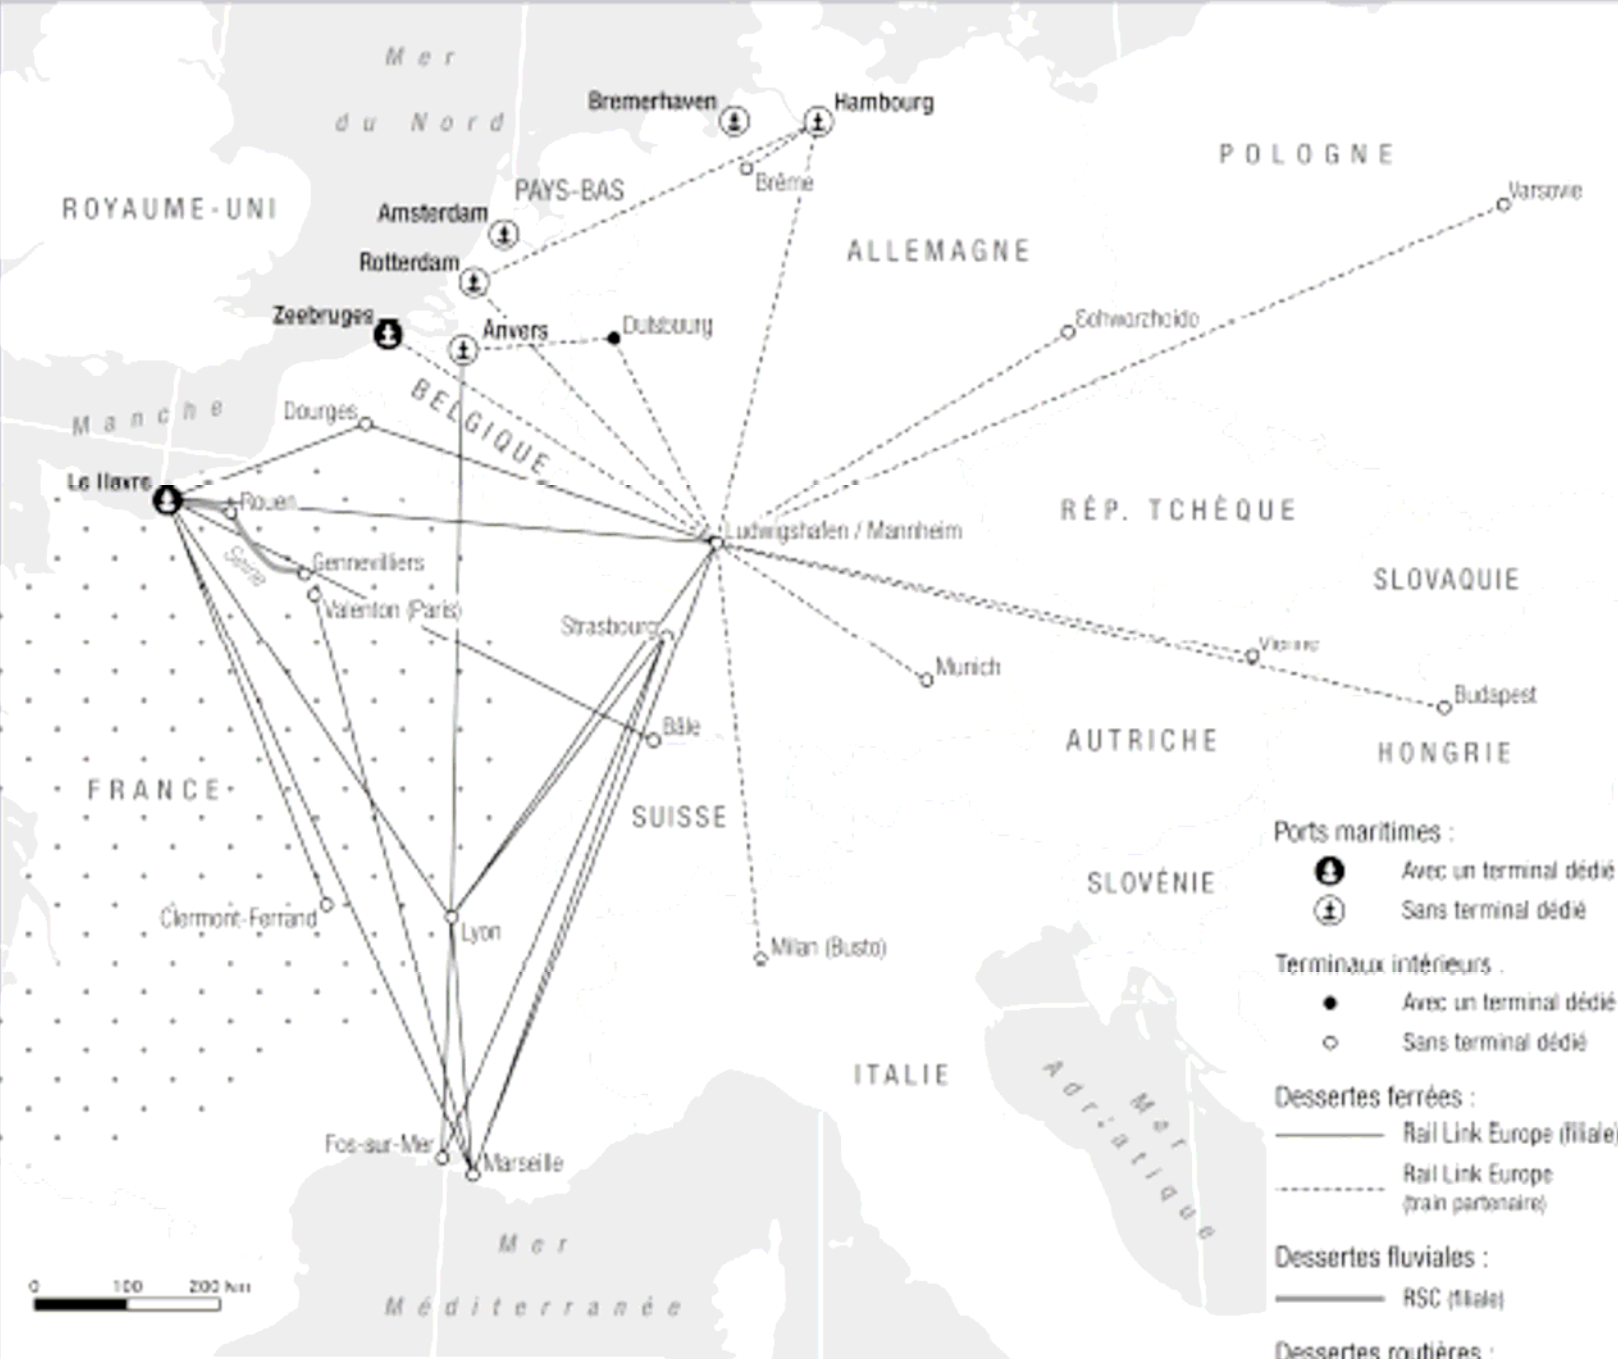 Mer
du Nord
Bremerhaven
Hambourg
POLOGNE
Brême
Varsovie
PAYS-BAS
ROYAUME-UNI
Amsterdam
ALLEMAGNE
Rotterdam
Zeebruges
Anvers
Duisbourg
Schwarzheide
BELGIQUE
Manche
Dourges
Le Havre
Rouen
RÉP. TCHÈQUE
Ludwigshafen / Mannheim
Seine
Gennevilliers
SLOVAQUIE
Valenton (Paris)
Strasbourg
Vienne
Munich
Budapest
Bâle
AUTRICHE
HONGRIE
FRANCE
SUISSE
Ports maritimes :
Avec un terminal dédié
SLOVÉNIE
Sans terminal dédié
Clermont-Ferrand
Lyon
Milan (Busto)
Terminaux intérieurs :
Avec un terminal dédié
Sans terminal dédié
ITALIE
Mer
Adriatique
Dessertes ferrées :
Rail Link Europe (filiale)
Fos-sur-Mer
Marseille
Rail Link Europe
(train partenaire)
Mer
Méditerranée
Dessertes fluviales :
0 100 200 km
RSC (filiale)
Dessertes routières :